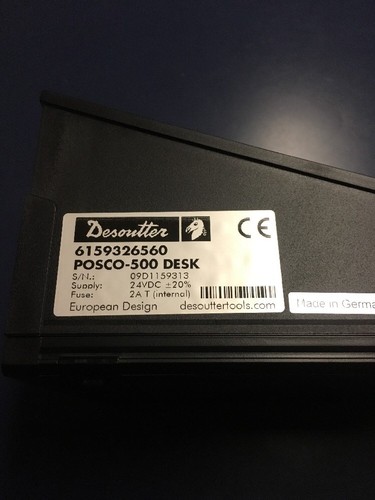 Desoutter
CE
6159326560
POSCO-500 DESK
S/N.: 09D1159313
Supply: 24VDC ±20%
Fuse: 2A T (internal)
European Design desouttertools.com
Made in Germa